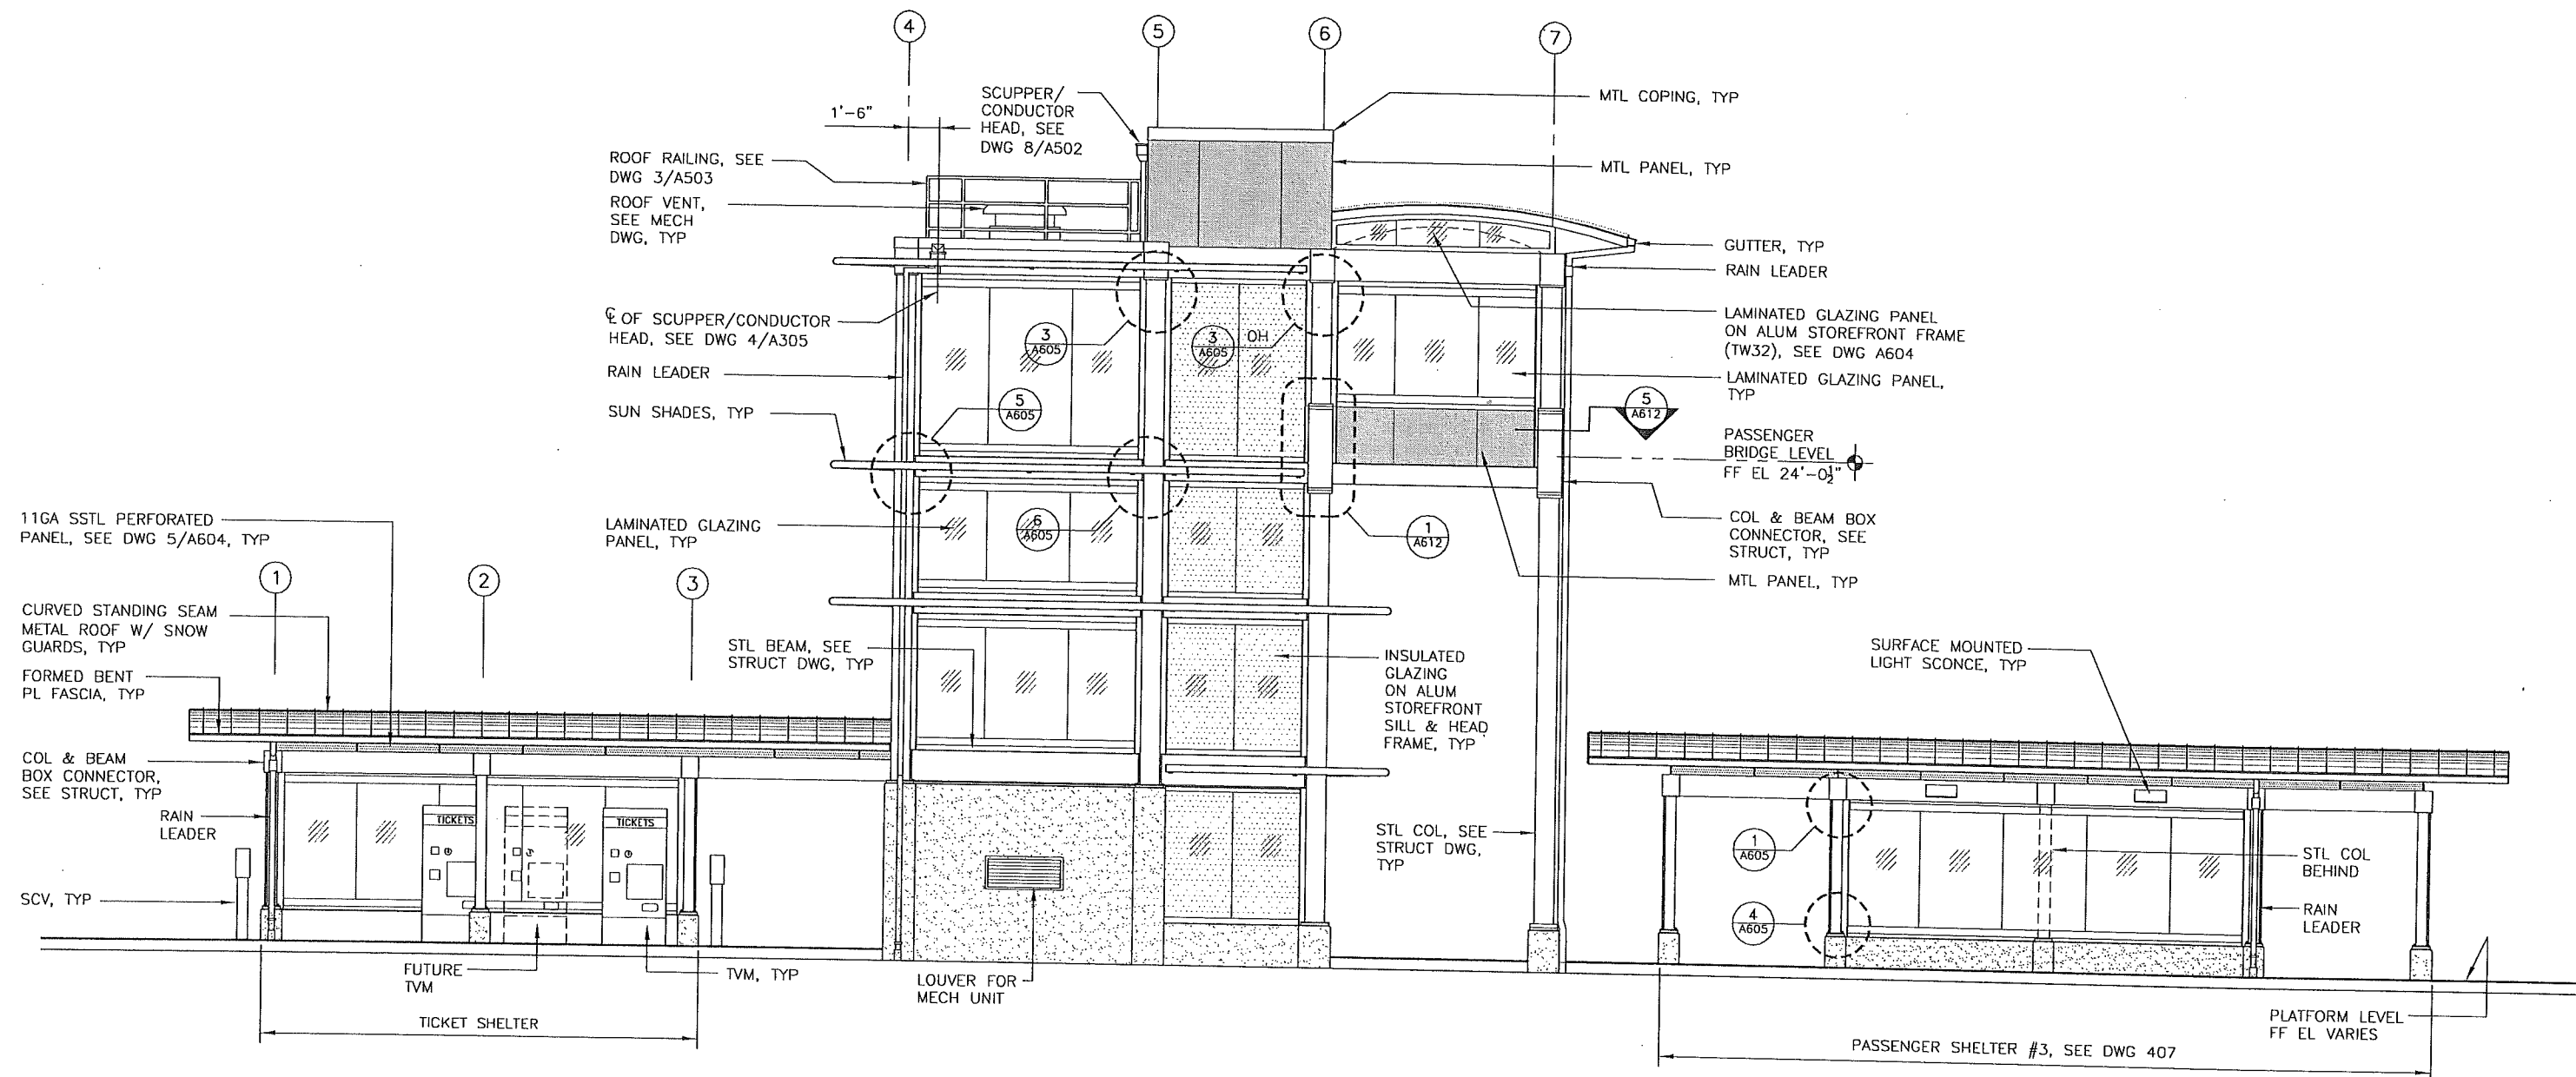 4
5
6
7
1'-6"
SCUPPER/
CONDUCTOR
HEAD, SEE
DWG 8/A502
MTL COPING, TYP
MTL PANEL, TYP
ROOF RAILING, SEE
DWG 3/A503
ROOF VENT,
SEE MECH
DWG, TYP
GUTTER, TYP
RAIN LEADER
℄ OF SCUPPER/CONDUCTOR
HEAD, SEE DWG 4/A305
3
A605
3
A605
OH
LAMINATED GLAZING PANEL
ON ALUM STOREFRONT FRAME
(TW32), SEE DWG A604
LAMINATED GLAZING PANEL,
TYP
RAIN LEADER
SUN SHADES, TYP
5
A605
5
A612
PASSENGER
BRIDGE LEVEL
FF EL 24'-0½"
LAMINATED GLAZING
PANEL, TYP
6
A605
1
A612
COL & BEAM BOX
CONNECTOR, SEE
STRUCT, TYP
MTL PANEL, TYP
11GA SSTL PERFORATED
PANEL, SEE DWG 5/A604, TYP
1
2
3
CURVED STANDING SEAM
METAL ROOF W/ SNOW
GUARDS, TYP
FORMED BENT
PL FASCIA, TYP
STL BEAM, SEE
STRUCT DWG, TYP
INSULATED
GLAZING
ON ALUM
STOREFRONT
SILL & HEAD
FRAME, TYP
SURFACE MOUNTED
LIGHT SCONCE, TYP
COL & BEAM
BOX CONNECTOR,
SEE STRUCT, TYP
RAIN
LEADER
TICKETS
TICKETS
SCV, TYP
STL COL, SEE
STRUCT DWG,
TYP
1
A605
4
A605
STL COL
BEHIND
RAIN
LEADER
FUTURE
TVM
TVM, TYP
LOUVER FOR
MECH UNIT
TICKET SHELTER
PLATFORM LEVEL
FF EL VARIES
PASSENGER SHELTER #3, SEE DWG 407